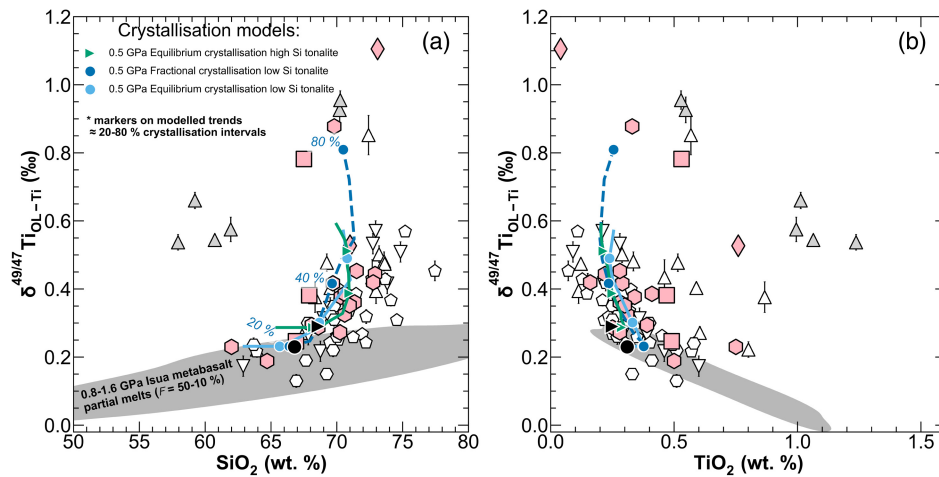 1.2
1.0
0.8
0.6
0.4
0.2
0.0
δ⁴⁹/⁴⁷Ti_OL–Ti (‰)
Crystallisation models:
0.5 GPa Equilibrium crystallisation high Si tonalite
0.5 GPa Fractional crystallisation low Si tonalite
0.5 GPa Equilibrium crystallisation low Si tonalite
* markers on modelled trends
≈ 20-80 % crystallisation intervals
(a)
80 %
40 %
20 %
0.8-1.6 GPa Isua metabasalt
partial melts (F = 50-10 %)
50 55 60 65 70 75 80
SiO₂ (wt. %)
1.2
1.0
0.8
0.6
0.4
0.2
0.0
δ⁴⁹/⁴⁷Ti_OL–Ti (‰)
(b)
0.0 0.5 1.0 1.5
TiO₂ (wt. %)